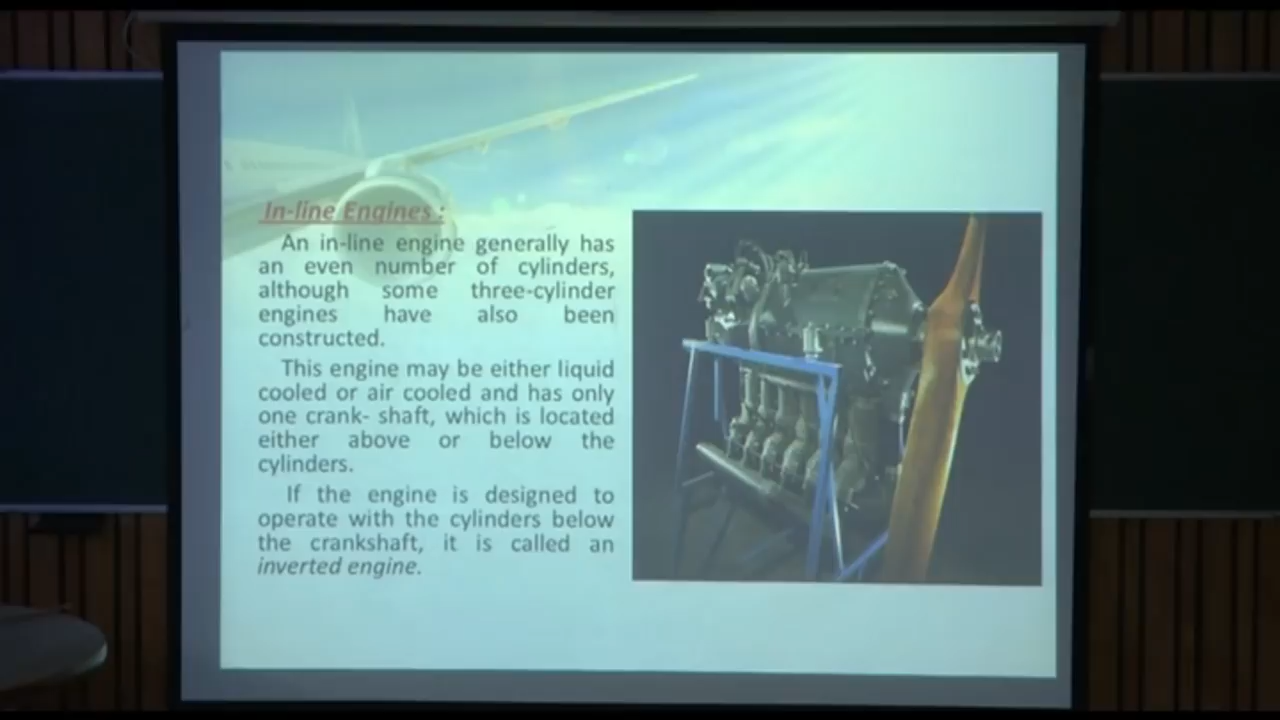 In-line Engines :
An in-line engine generally has
an even number of cylinders,
although some three-cylinder
engines have also been
constructed.
This engine may be either liquid
cooled or air cooled and has only
one crank- shaft, which is located
either above or below the
cylinders.
If the engine is designed to
operate with the cylinders below
the crankshaft, it is called an
inverted engine.